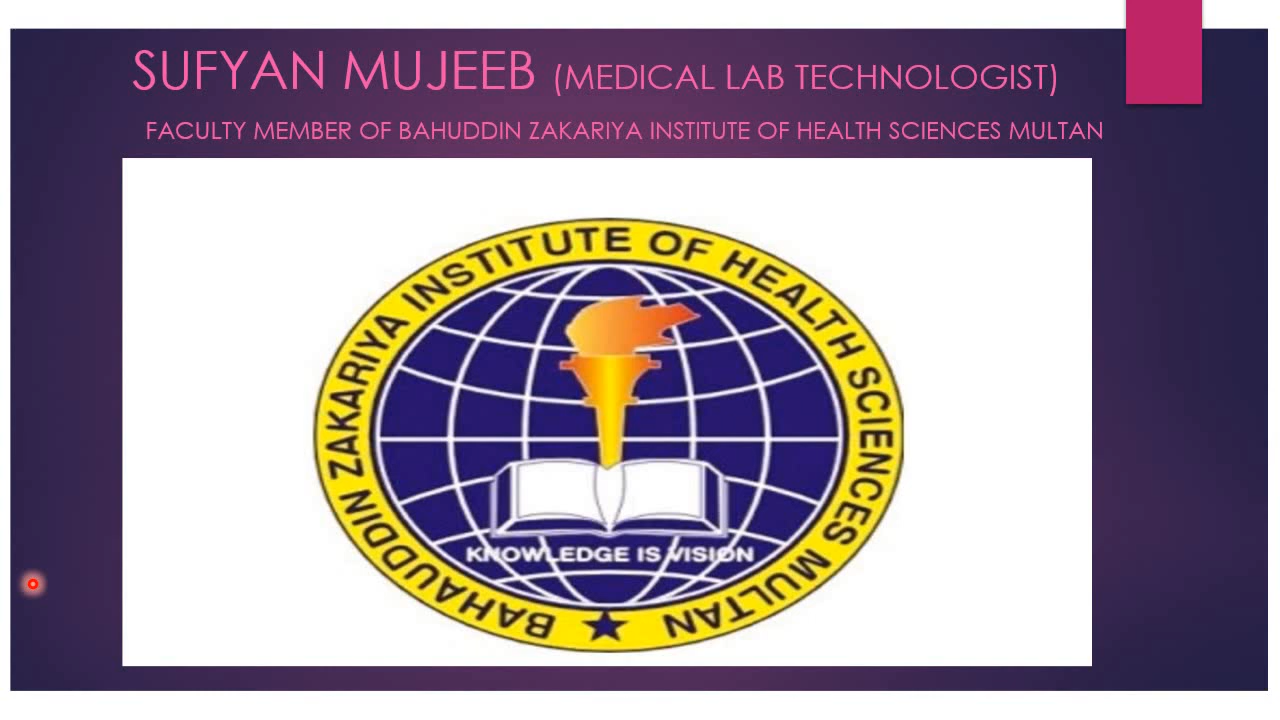 SUFYAN MUJEEB (MEDICAL LAB TECHNOLOGIST)
FACULTY MEMBER OF BAHUDDIN ZAKARIYA INSTITUTE OF HEALTH SCIENCES MULTAN
BAHAUDDIN ZAKARIYA INSTITUTE OF HEALTH SCIENCES MULTAN
KNOWLEDGE IS VISION